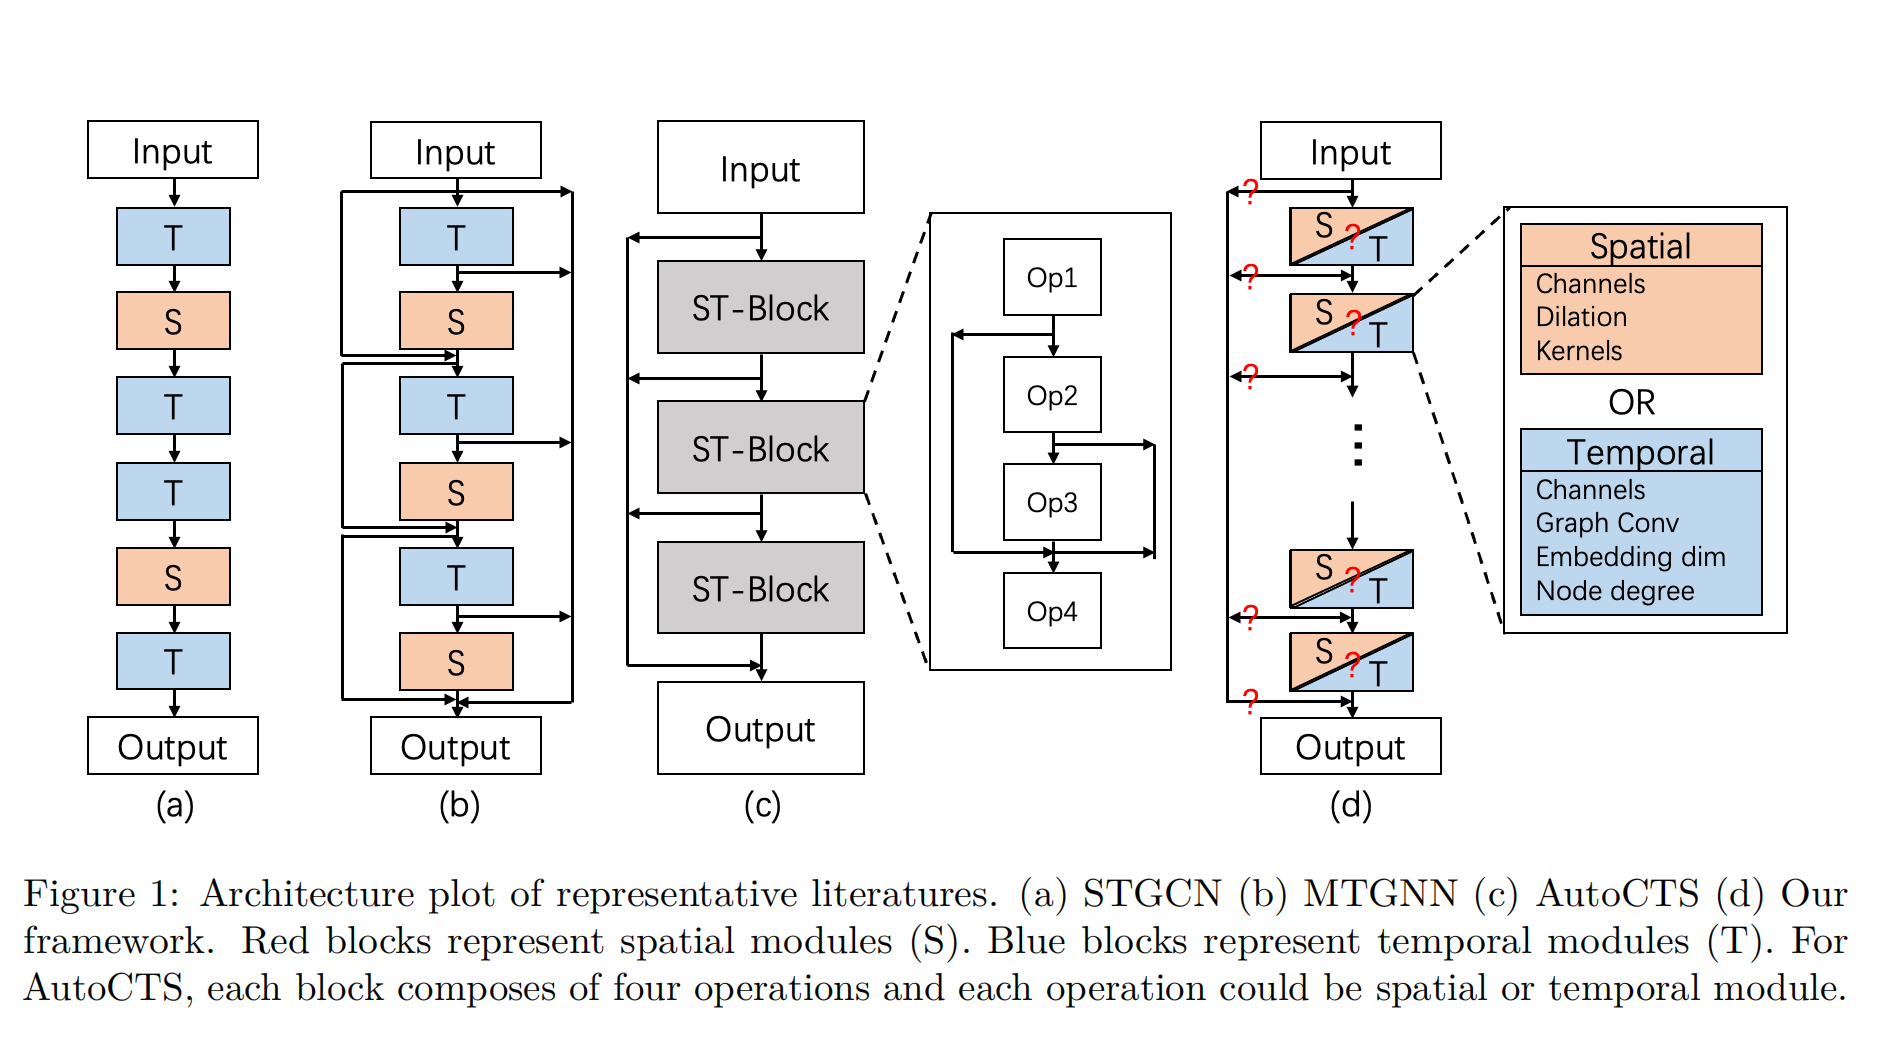 Input
T
S
T
T
S
T
Output
(a)
Input
T
S
T
S
T
S
Output
(b)
Input
ST-Block
ST-Block
ST-Block
Output
(c)
Op1
Op2
Op3
Op4
Input
?
S ? T
?
S ? T
?
S ? T
?
S ? T
?
Output
(d)
Spatial
Channels
Dilation
Kernels
OR
Temporal
Channels
Graph Conv
Embedding dim
Node degree
Figure 1: Architecture plot of representative literatures. (a) STGCN (b) MTGNN (c) AutoCTS (d) Our
framework. Red blocks represent spatial modules (S). Blue blocks represent temporal modules (T). For
AutoCTS, each block composes of four operations and each operation could be spatial or temporal module.